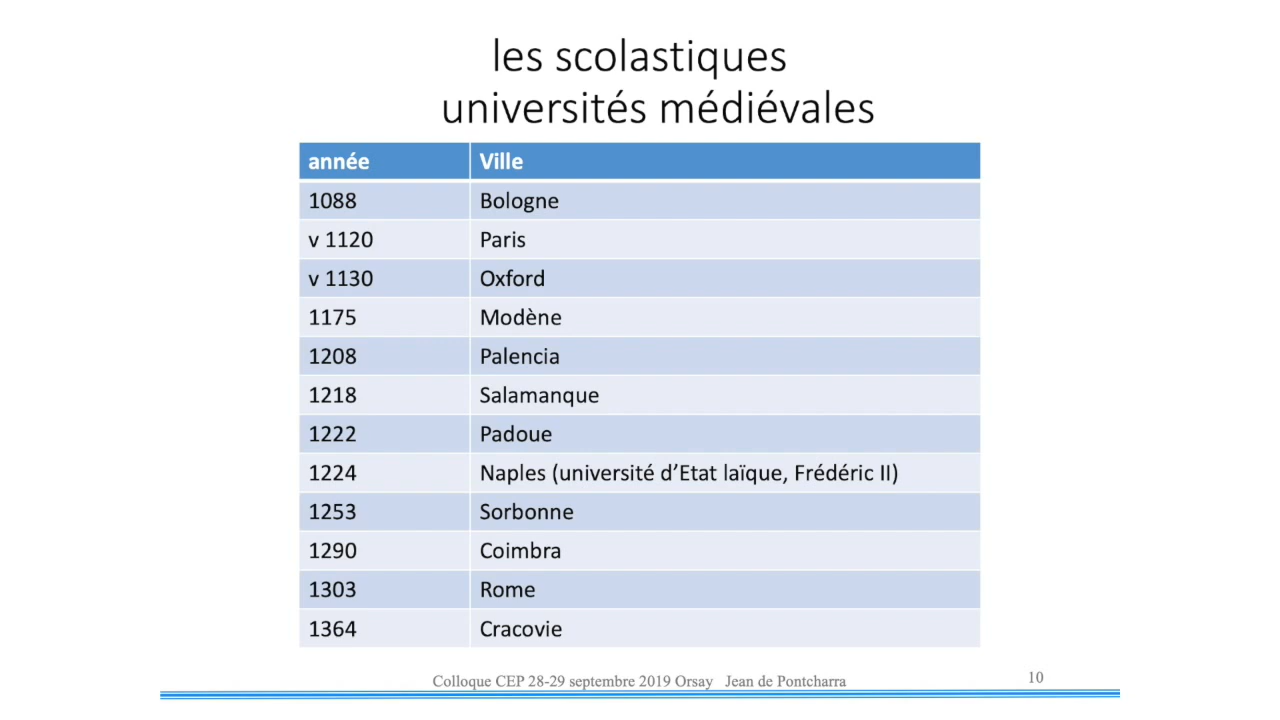 les scolastiques
universités médiévales
année Ville
1088 Bologne
v 1120 Paris
v 1130 Oxford
1175 Modène
1208 Palencia
1218 Salamanque
1222 Padoue
1224 Naples (université d’Etat laïque, Frédéric II)
1253 Sorbonne
1290 Coimbra
1303 Rome
1364 Cracovie
Colloque CEP 28-29 septembre 2019 Orsay Jean de Pontcharra 10